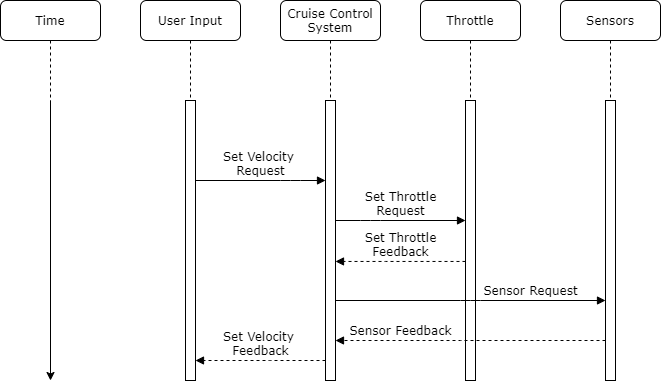 Time
User Input
Cruise Control
System
Throttle
Sensors
Set Velocity
Request
Set Throttle
Request
Set Throttle
Feedback
Sensor Request
Sensor Feedback
Set Velocity
Feedback